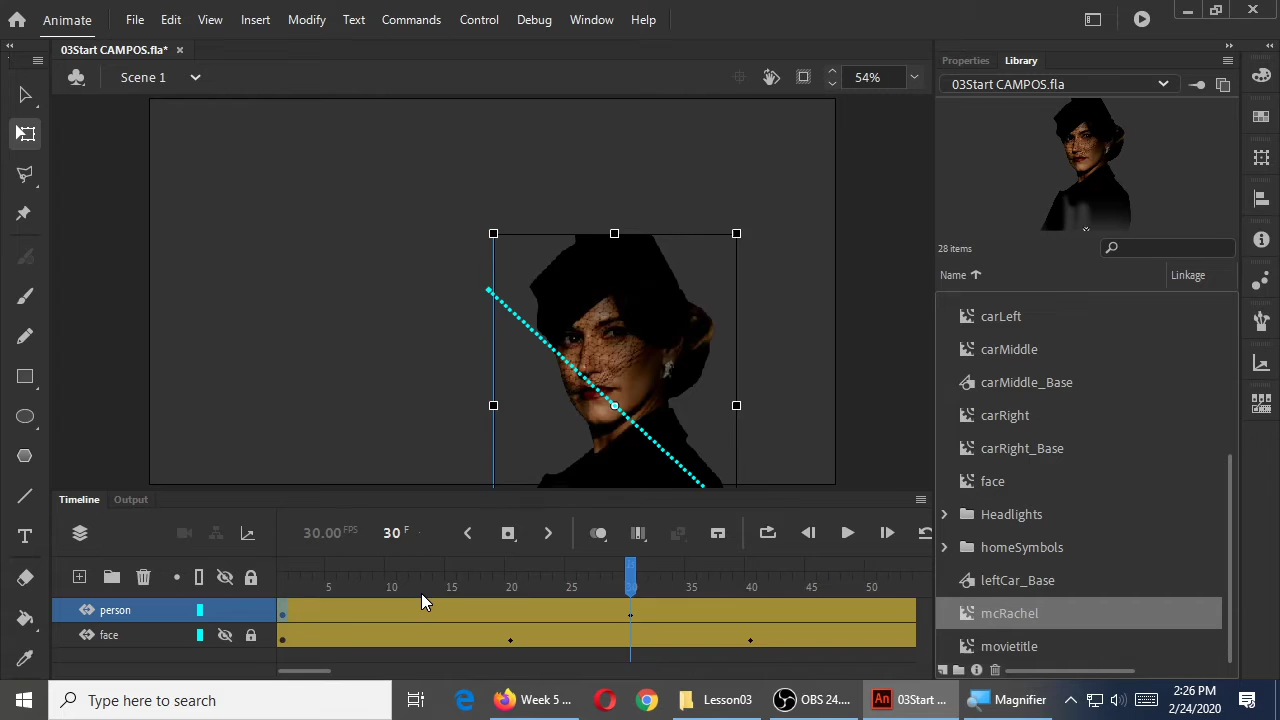 Animate
File
Edit
View
Insert
Modify
Text
Commands
Control
Debug
Window
Help
03Start CAMPOS.fla*
Scene 1
54%
Properties
Library
03Start CAMPOS.fla
28 items
Name
Linkage
carLeft
carMiddle
carMiddle_Base
carRight
carRight_Base
face
Headlights
homeSymbols
leftCar_Base
mcRachel
movietitle
Timeline
Output
30.00 FPS
30 F
5 10 15 20 25 30 35 40 45 50
person
face
Type here to search
Week 5 ...
Lesson03
OBS 24....
An
03Start ...
Magnifier
2:26 PM
2/24/2020